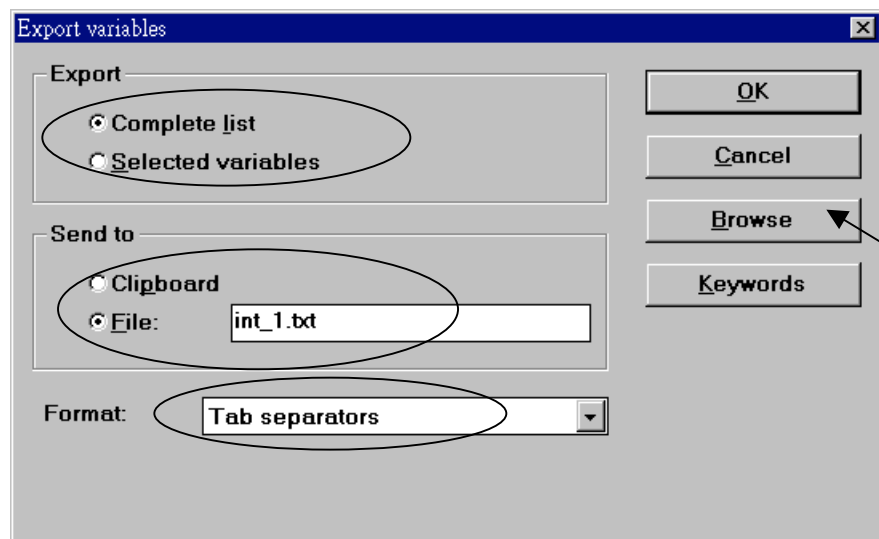 Export variables
Export
Complete list
Selected variables
Send to
Clipboard
File: int_1.txt
Format: Tab separators
OK
Cancel
Browse
Keywords